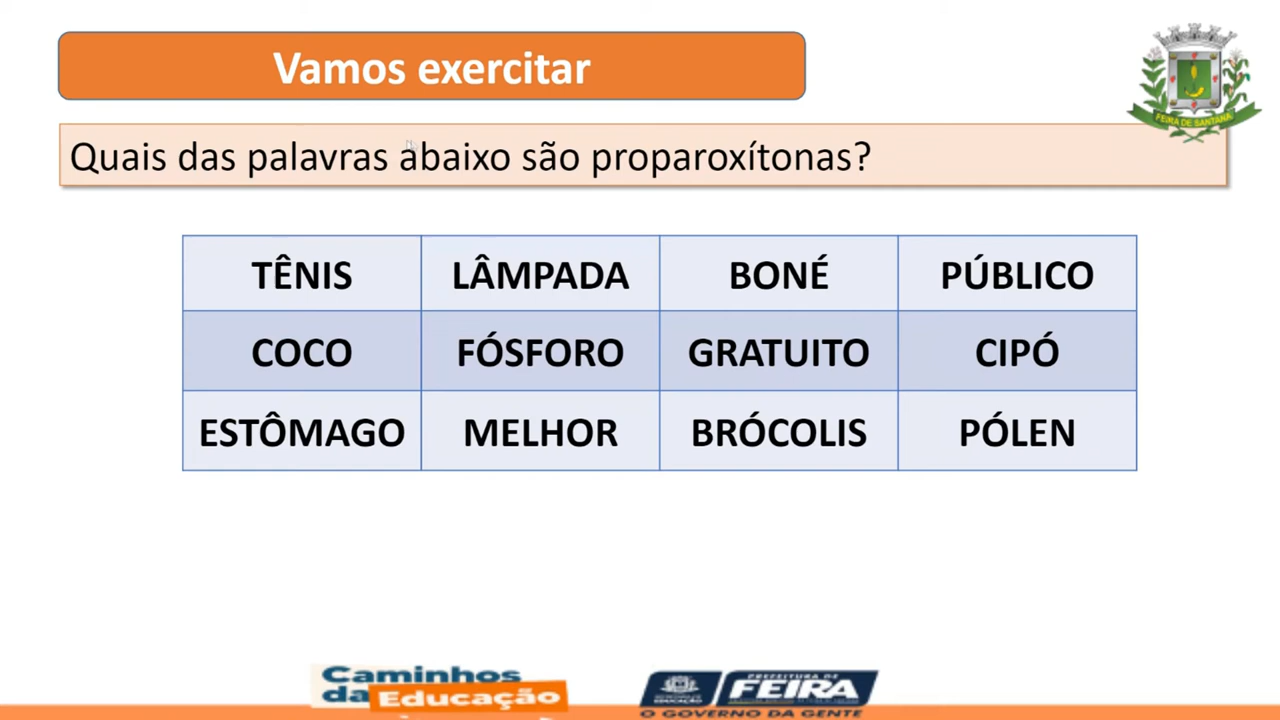 Vamos exercitar
FEIRA DE SANTANA
Quais das palavras abaixo são proparoxítonas?
TÊNIS LÂMPADA BONÉ PÚBLICO
COCO FÓSFORO GRATUITO CIPÓ
ESTÔMAGO MELHOR BRÓCOLIS PÓLEN
Caminhos
da Educação
PREFEITURA DE
FEIRA
O GOVERNO DA GENTE